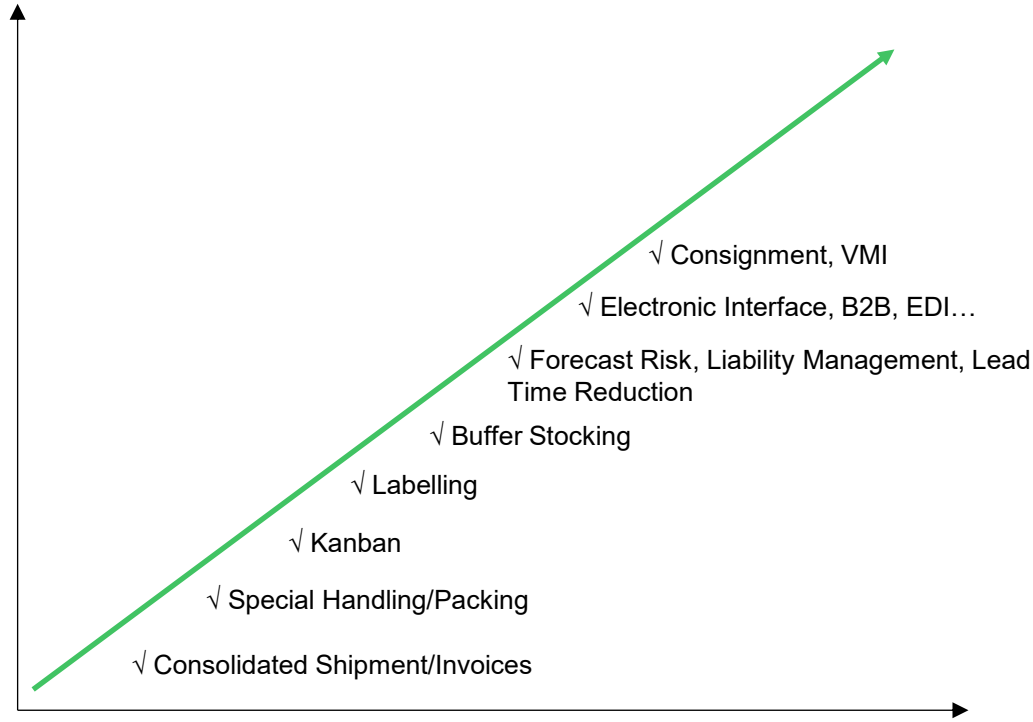 √ Consignment, VMI
√ Electronic Interface, B2B, EDI…
√ Forecast Risk, Liability Management, Lead
Time Reduction
√ Buffer Stocking
√ Labelling
√ Kanban
√ Special Handling/Packing
√ Consolidated Shipment/Invoices